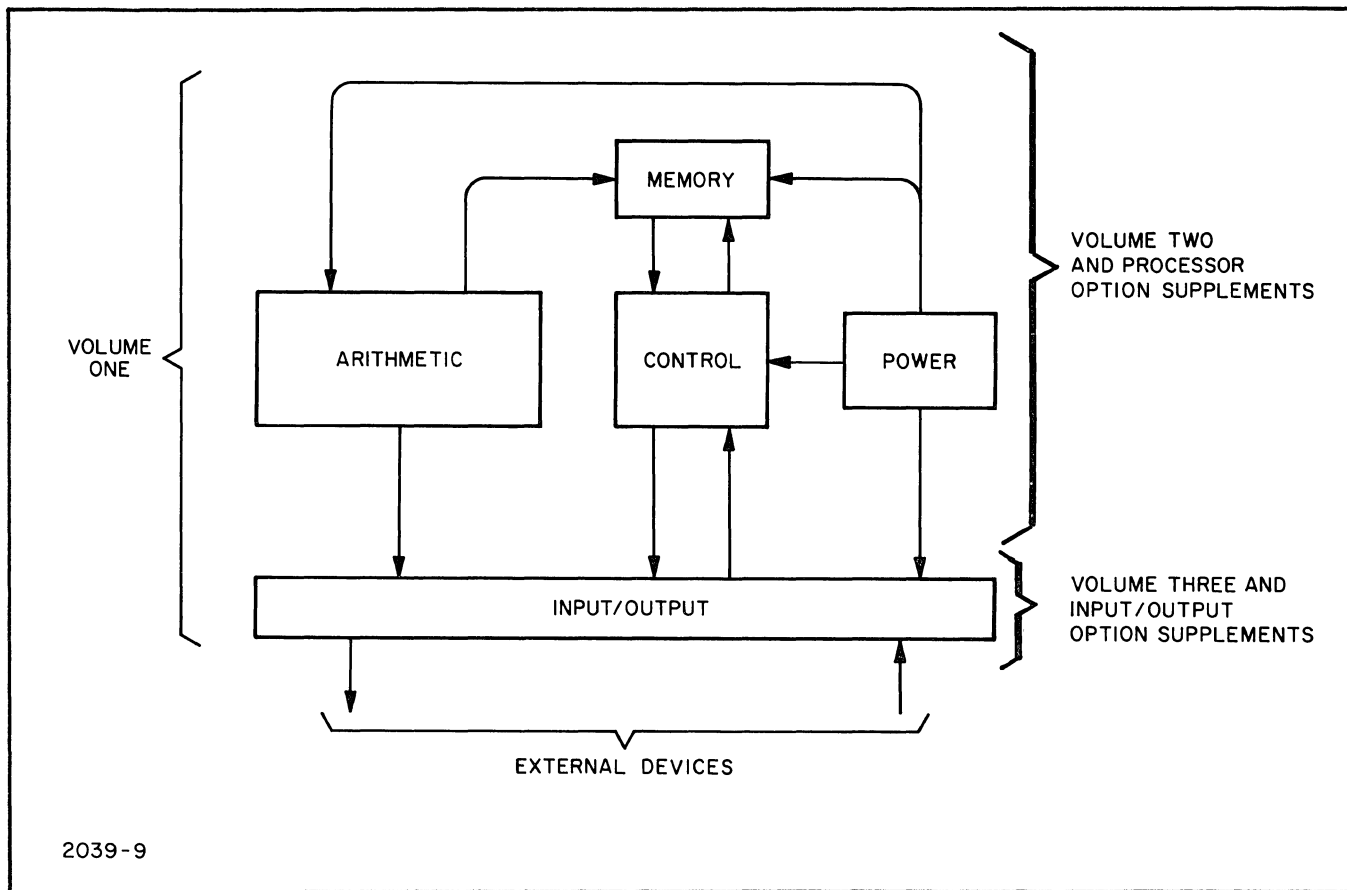 MEMORY
VOLUME TWO
AND PROCESSOR
OPTION SUPPLEMENTS
VOLUME
ONE
ARITHMETIC
CONTROL
POWER
INPUT/OUTPUT
VOLUME THREE AND
INPUT/OUTPUT
OPTION SUPPLEMENTS
EXTERNAL DEVICES
2039-9